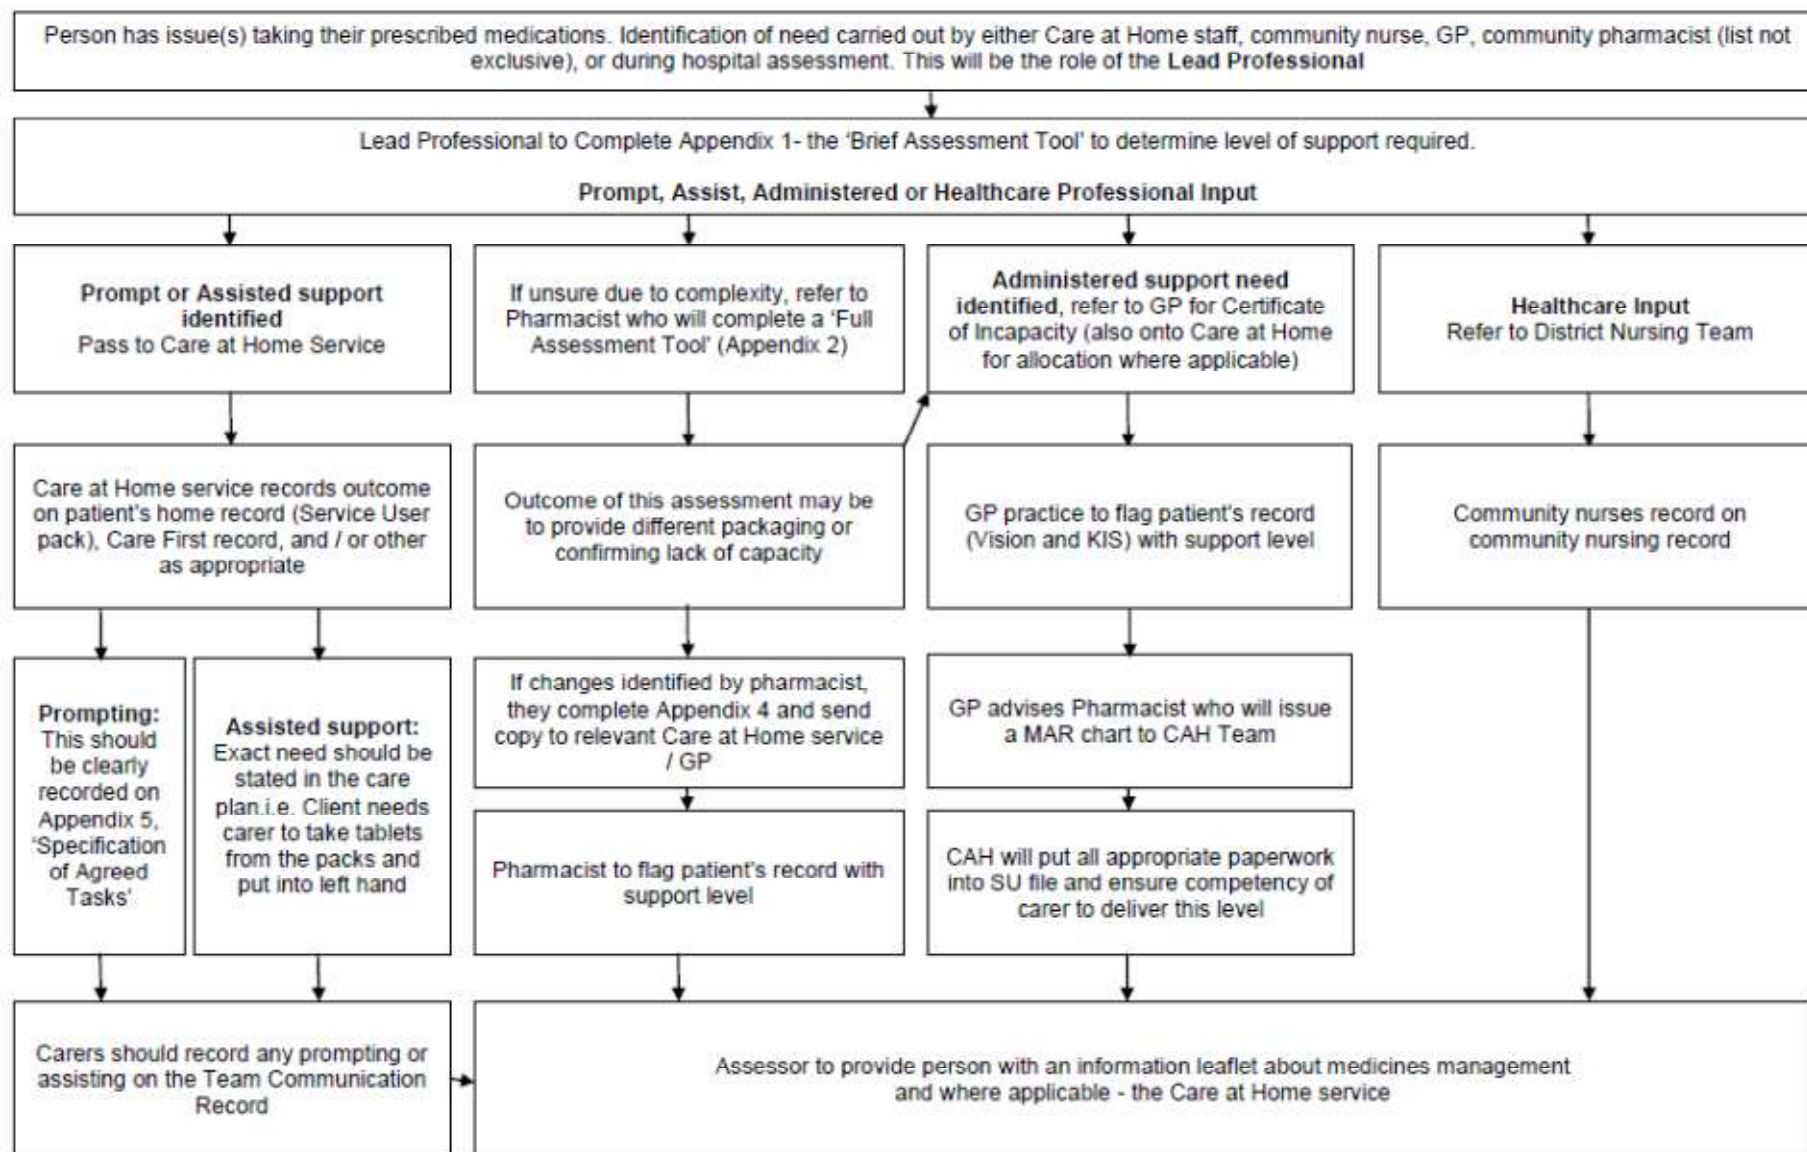 Person has issue(s) taking their prescribed medications. Identification of need carried out by either Care at Home staff, community nurse, GP, community pharmacist (list not
exclusive), or during hospital assessment. This will be the role of the Lead Professional
Lead Professional to Complete Appendix 1- the ‘Brief Assessment Tool’ to determine level of support required.
Prompt, Assist, Administered or Healthcare Professional Input
Prompt or Assisted support
identified
Pass to Care at Home Service
If unsure due to complexity, refer to
Pharmacist who will complete a ‘Full
Assessment Tool’ (Appendix 2)
Administered support need
identified, refer to GP for Certificate
of Incapacity (also onto Care at Home
for allocation where applicable)
Healthcare Input
Refer to District Nursing Team
Care at Home service records outcome
on patient's home record (Service User
pack), Care First record, and / or other
as appropriate
Outcome of this assessment may be
to provide different packaging or
confirming lack of capacity
GP practice to flag patient's record
(Vision and KIS) with support level
Community nurses record on
community nursing record
Prompting:
This should
be clearly
recorded on
Appendix 5,
‘Specification
of Agreed
Tasks’
Assisted support:
Exact need should be
stated in the care
plan.i.e. Client needs
carer to take tablets
from the packs and
put into left hand
If changes identified by pharmacist,
they complete Appendix 4 and send
copy to relevant Care at Home service
/ GP
GP advises Pharmacist who will issue
a MAR chart to CAH Team
Pharmacist to flag patient's record with
support level
CAH will put all appropriate paperwork
into SU file and ensure competency of
carer to deliver this level
Carers should record any prompting or
assisting on the Team Communication
Record
Assessor to provide person with an information leaflet about medicines management
and where applicable - the Care at Home service